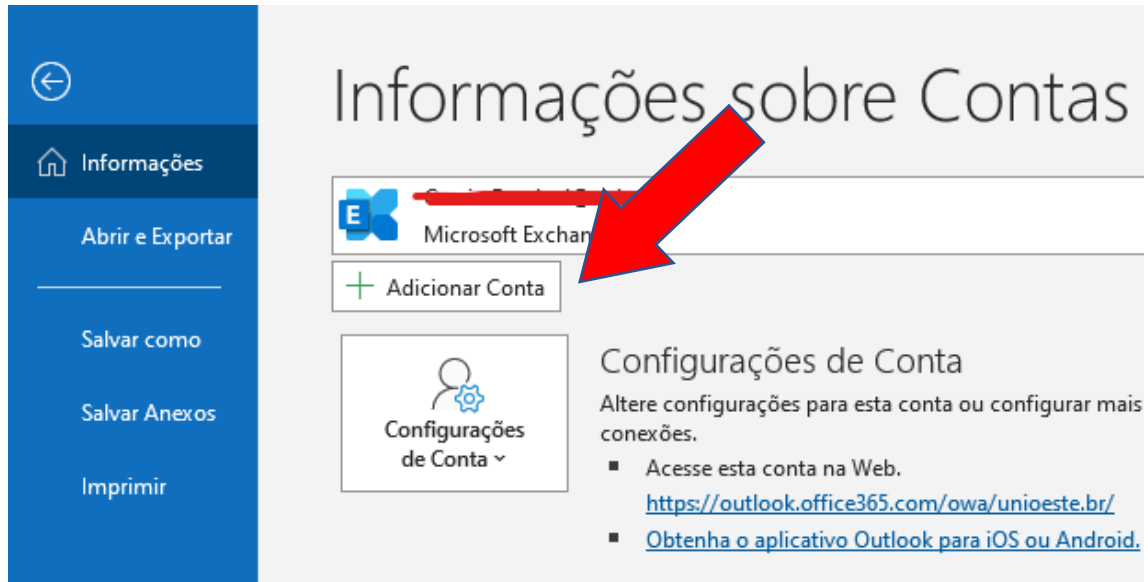 Informações sobre Contas
Informações
Abrir e Exportar
Salvar como
Salvar Anexos
Imprimir
E
Microsoft
Adicionar Conta
Configurações
de Conta
Configurações de Conta
Altere configurações para esta conta ou configurar mais
conexões.
Acesse esta conta na Web.
https://outlook.office365.com/owa/unioeste.br/
Obtenha o aplicativo Outlook para iOS ou Android.